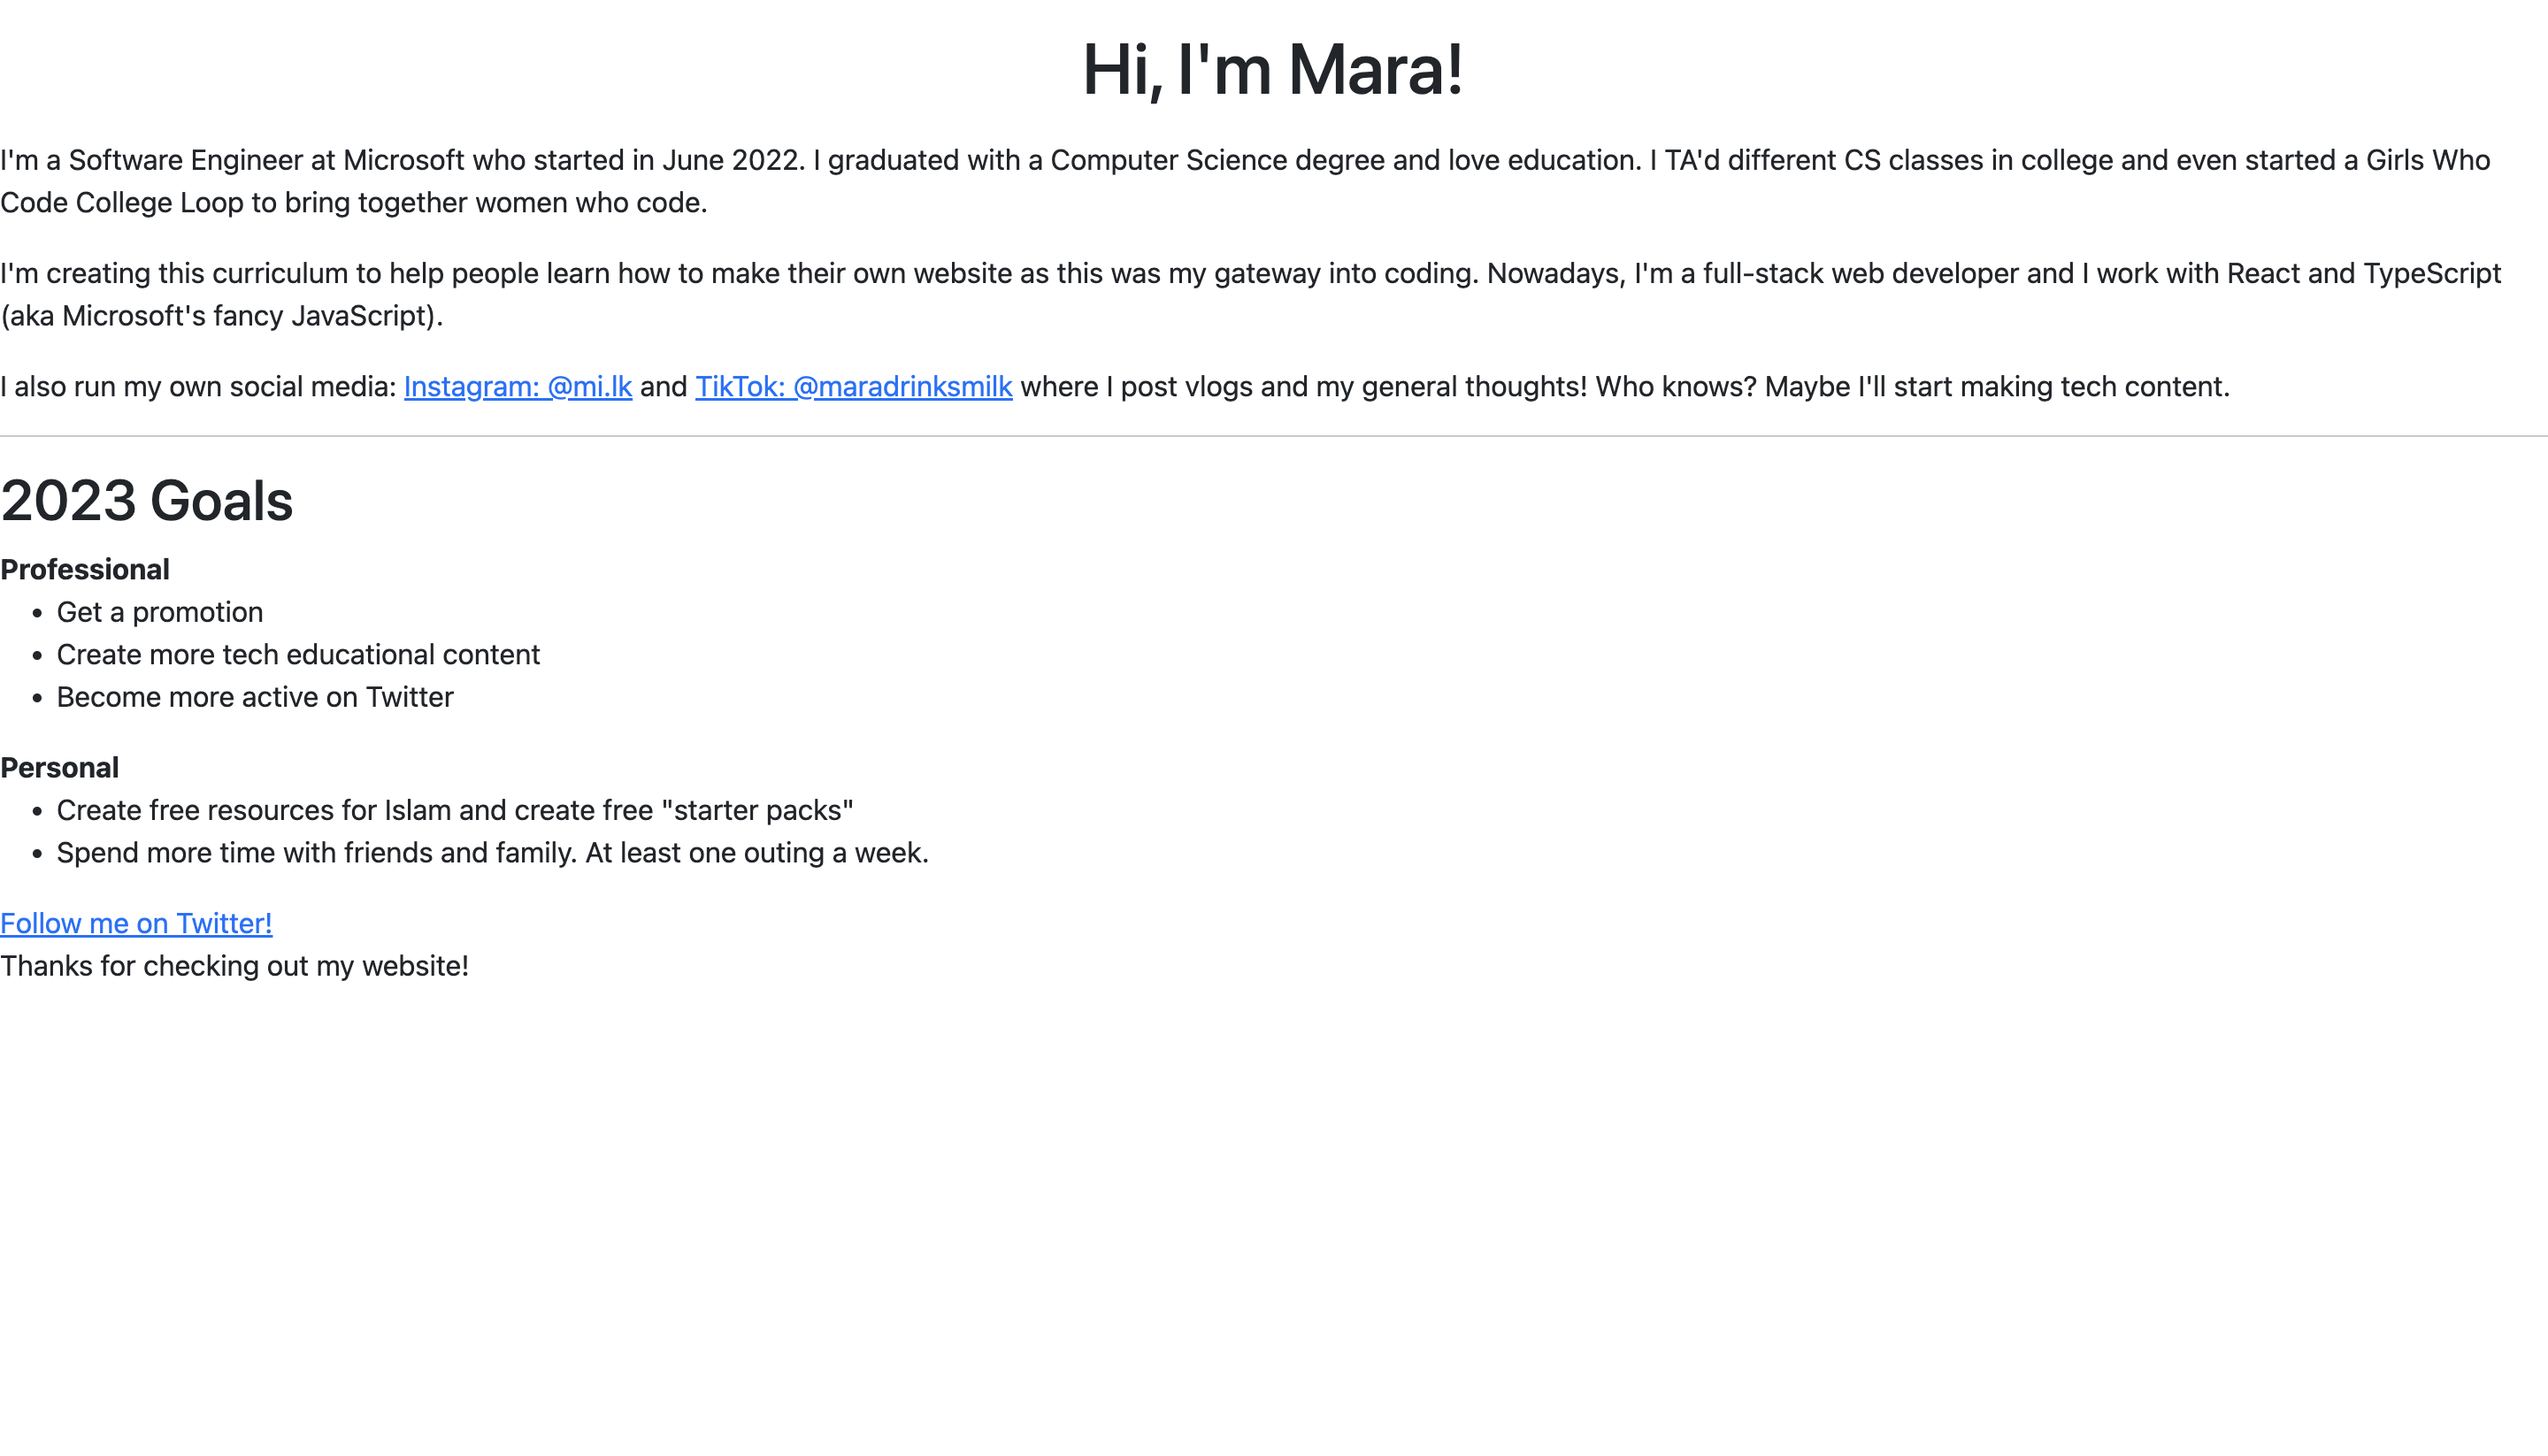 Hi, I'm Mara!
I'm a Software Engineer at Microsoft who started in June 2022. I graduated with a Computer Science degree and love education. I TA'd different CS classes in college and even started a Girls Who
Code College Loop to bring together women who code.
I'm creating this curriculum to help people learn how to make their own website as this was my gateway into coding. Nowadays, I'm a full-stack web developer and I work with React and TypeScript
(aka Microsoft's fancy JavaScript).
I also run my own social media: Instagram: @mi.lk and TikTok: @maradrinksmilk where I post vlogs and my general thoughts! Who knows? Maybe I'll start making tech content.
2023 Goals
Professional
• Get a promotion
• Create more tech educational content
• Become more active on Twitter
Personal
• Create free resources for Islam and create free "starter packs"
• Spend more time with friends and family. At least one outing a week.
Follow me on Twitter!
Thanks for checking out my website!